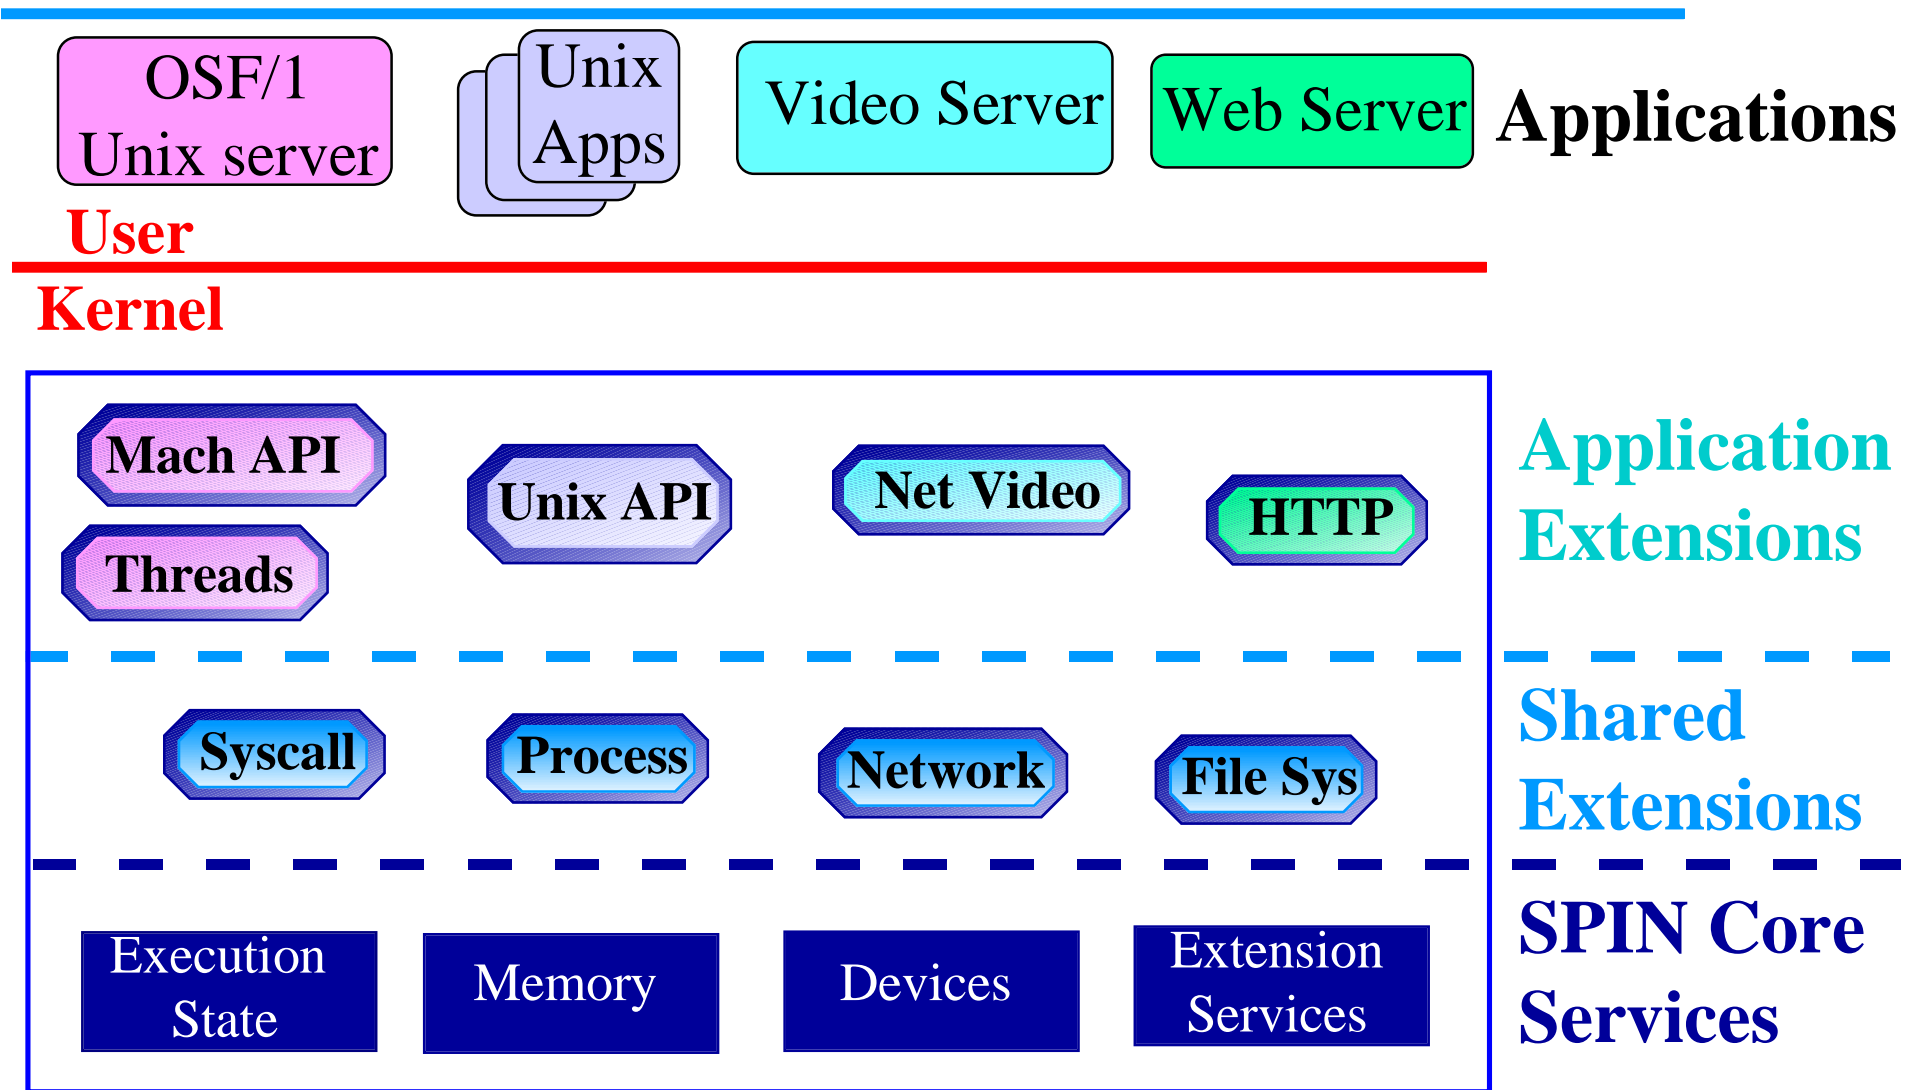 OSF/1
Unix server
Unix
Apps
Video Server
Web Server
Applications
User
Kernel
Mach API
Threads
Unix API
Net Video
HTTP
Application
Extensions
Syscall
Process
Network
File Sys
Shared
Extensions
Execution
State
Memory
Devices
Extension
Services
SPIN Core
Services